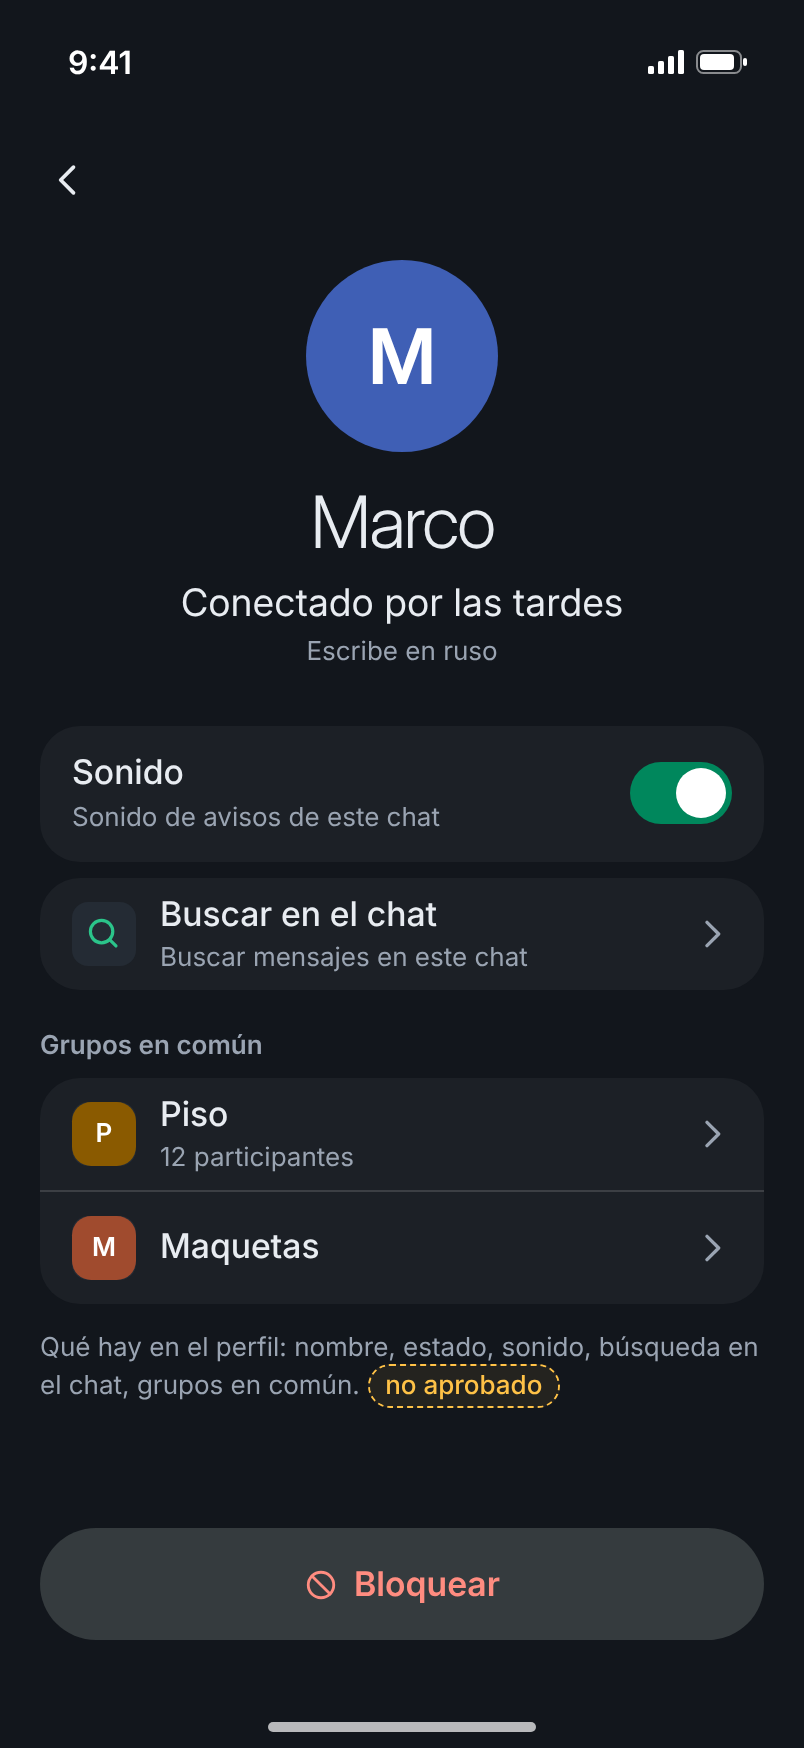 9:41
M
Marco
Conectado por las tardes
Escribe en ruso
Sonido
Sonido de avisos de este chat
Buscar en el chat
Buscar mensajes en este chat
Grupos en común
P
Piso
12 participantes
M
Maquetas
Qué hay en el perfil: nombre, estado, sonido, búsqueda en
el chat, grupos en común. no aprobado
Bloquear